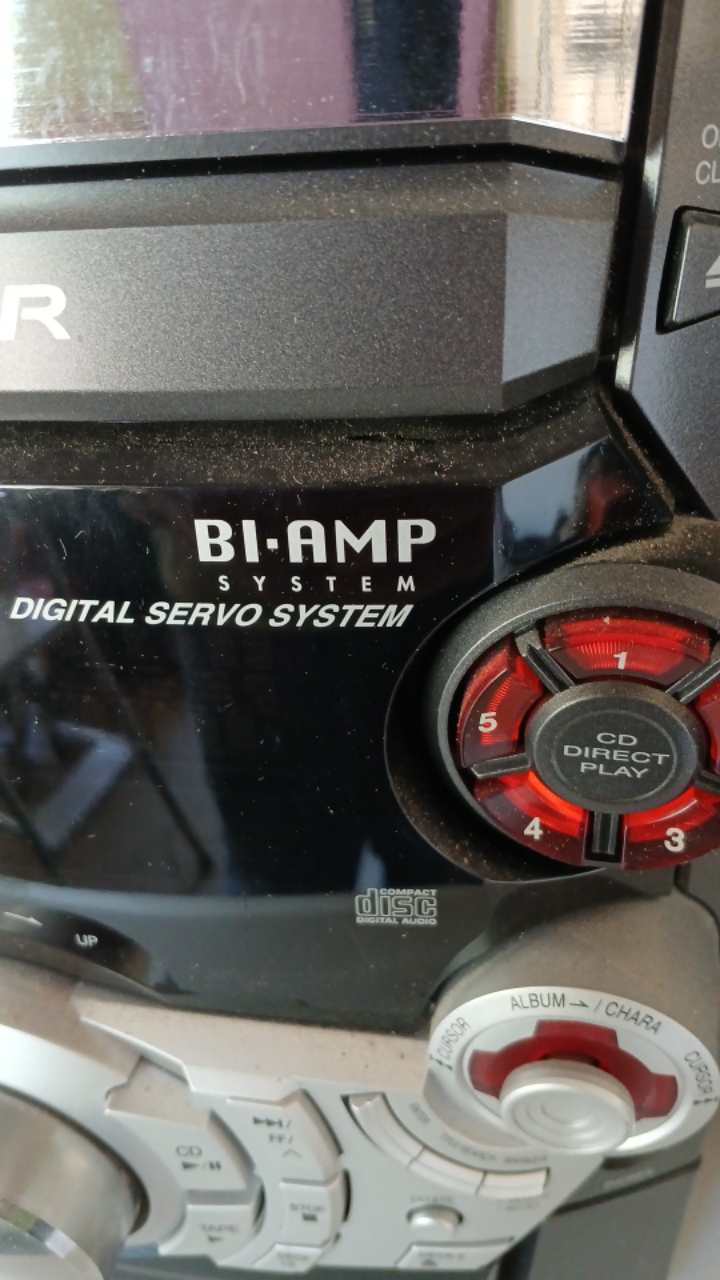 R
BI·AMP
SYSTEM
DIGITAL SERVO SYSTEM
1
5
CD
DIRECT
PLAY
4
3
COMPACT
disc
DIGITAL AUDIO
UP
ALBUM / CHARA
CURSOR
CURSOR
CD
FF/
STOP
TAPE